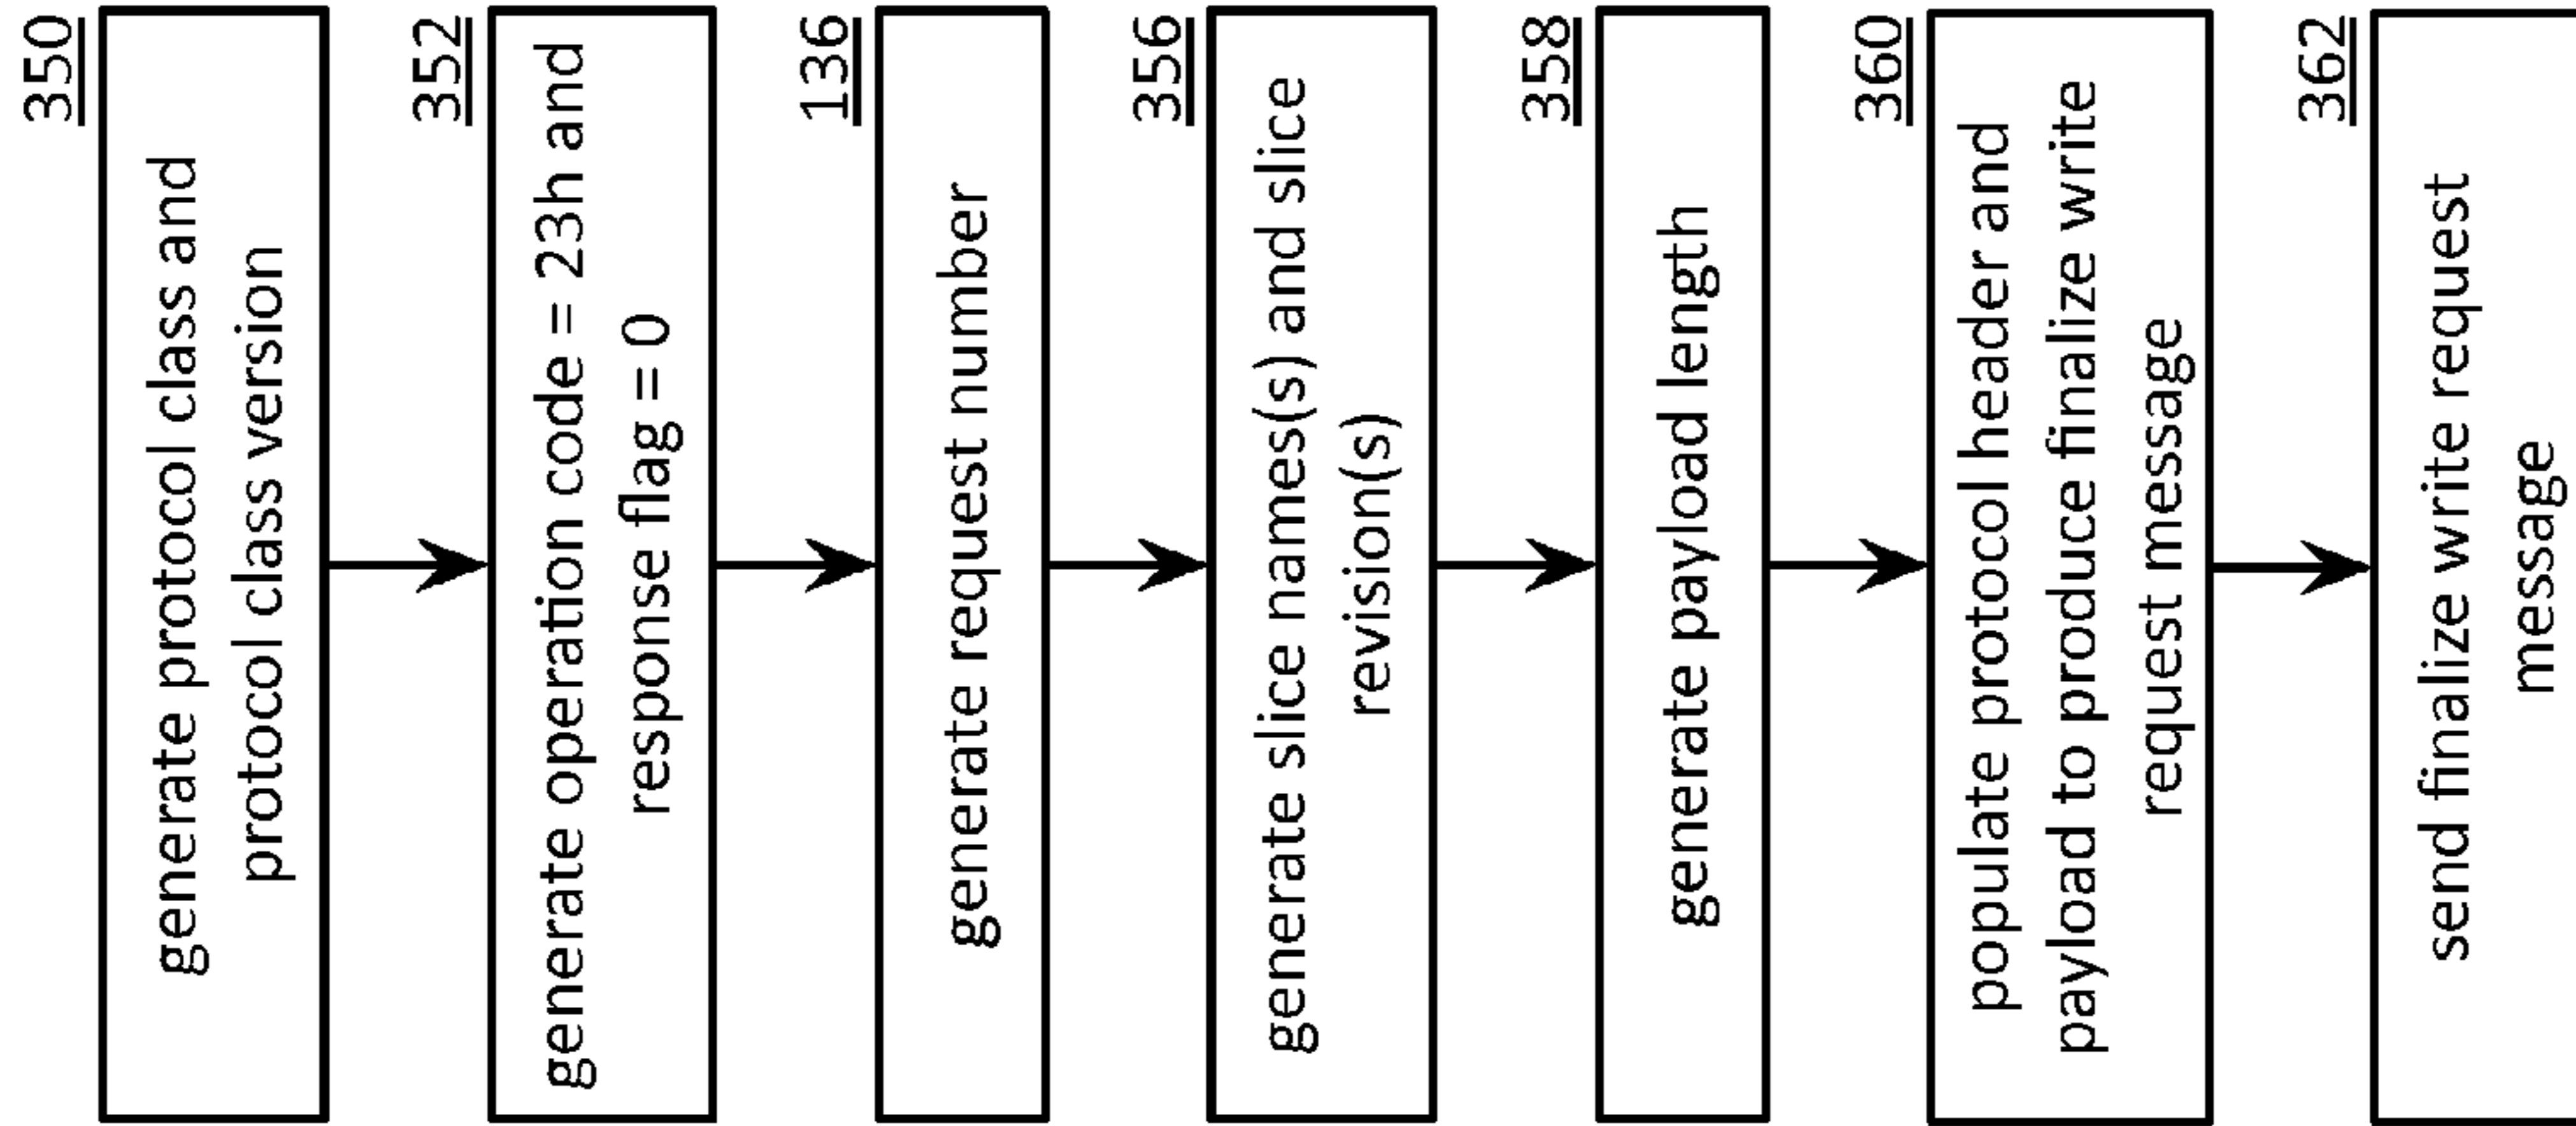 350
generate protocol class and
protocol class version
352
generate operation code = 23h and
response flag = 0
136
generate request number
356
generate slice names(s) and slice
revision(s)
358
generate payload length
360
populate protocol header and
payload to produce finalize write
request message
362
send finalize write request
message